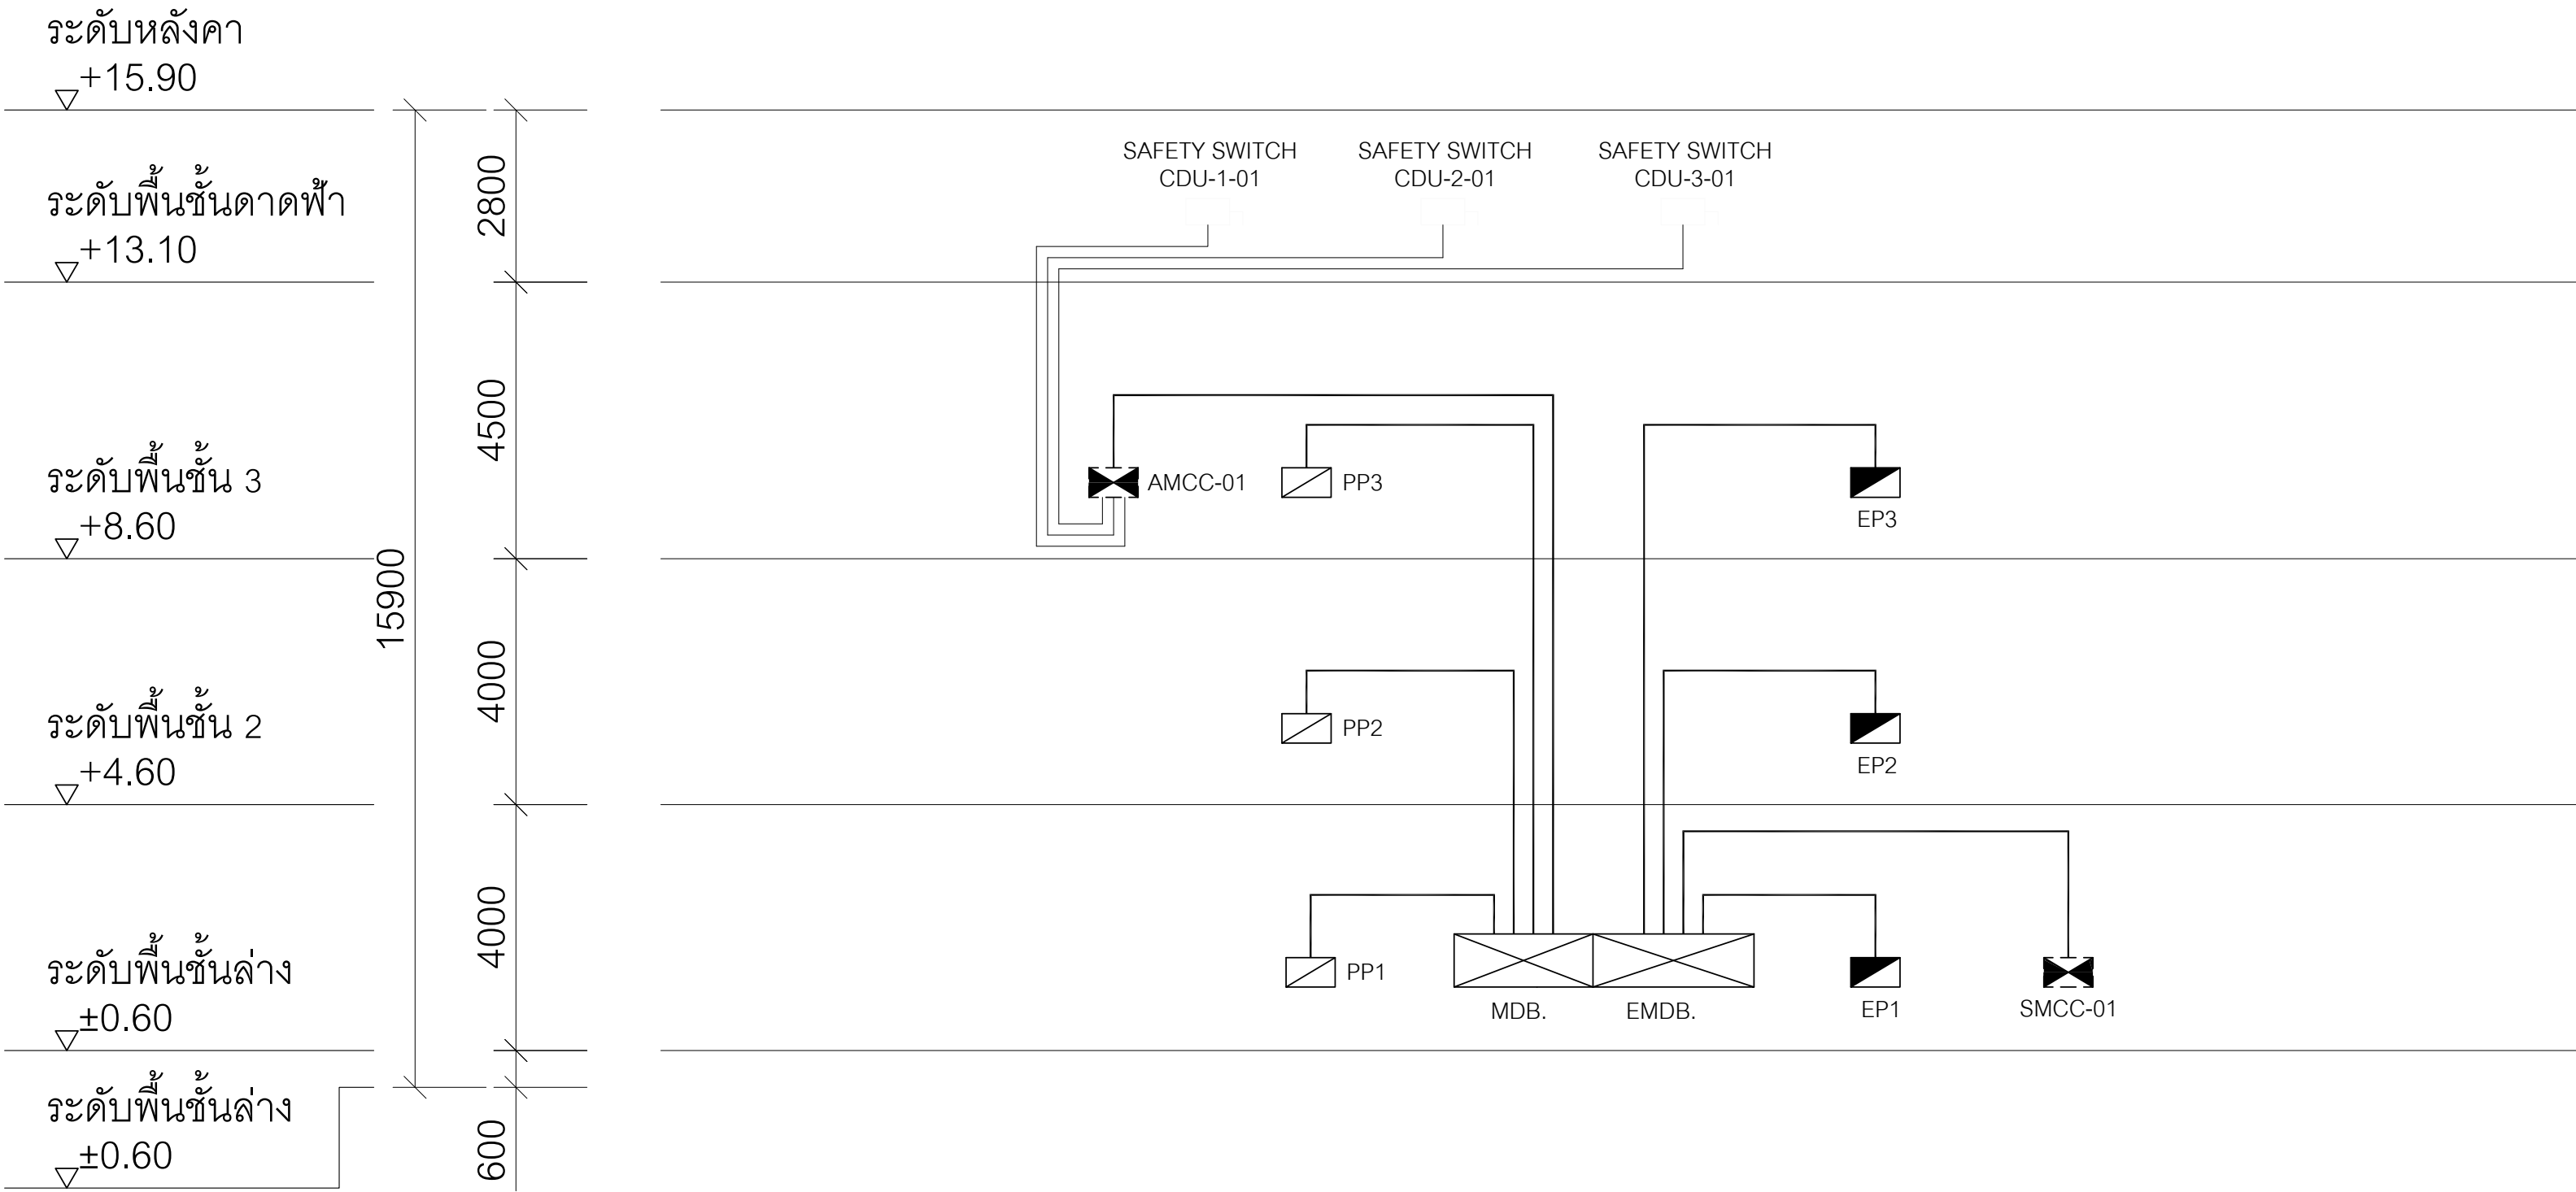 ระดับหลังคา
+15.90
ระดับพื้นชั้นดาดฟ้า
+13.10
ระดับพื้นชั้น 3
+8.60
ระดับพื้นชั้น 2
+4.60
ระดับพื้นชั้นล่าง
±0.60
ระดับพื้นชั้นล่าง
±0.60
15900
2800
4500
4000
4000
600
SAFETY SWITCH
CDU-1-01
SAFETY SWITCH
CDU-2-01
SAFETY SWITCH
CDU-3-01
AMCC-01
PP3
EP3
PP2
EP2
PP1
MDB.
EMDB.
EP1
SMCC-01